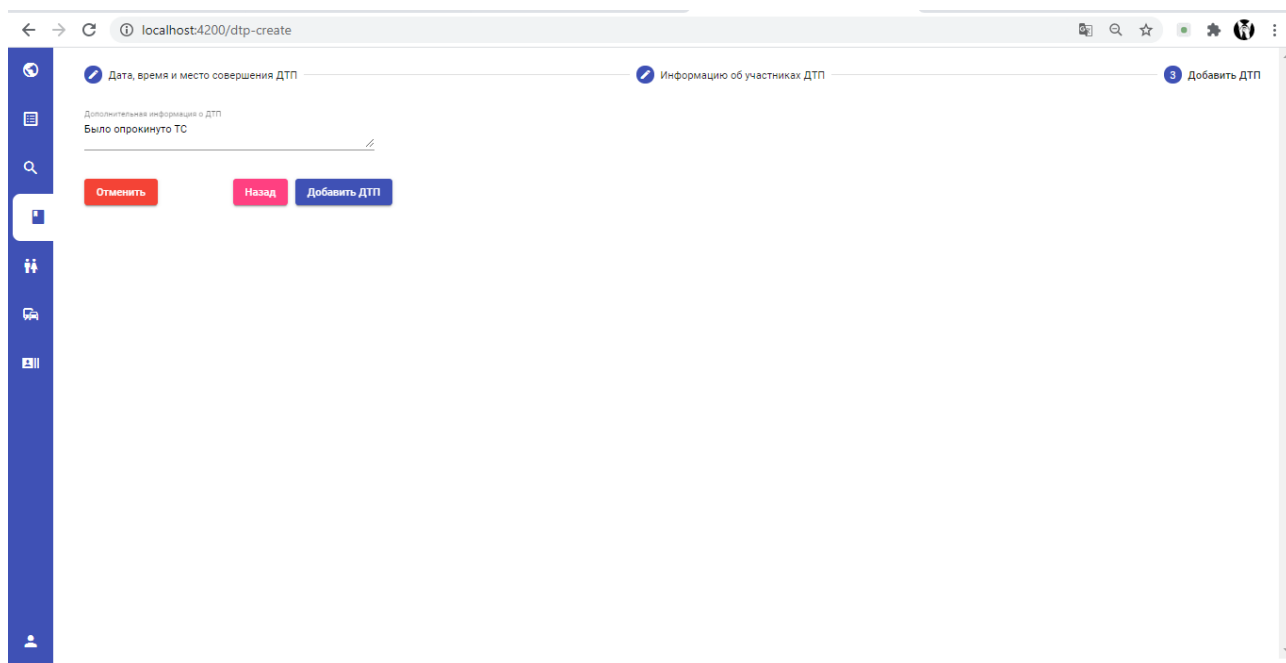 localhost:4200/dtp-create
Дата, время и место совершения ДТП
Информацию об участниках ДТП
3 Добавить ДТП
Дополнительная информация о ДТП
Было опрокинуто ТС
Отменить Назад Добавить ДТП